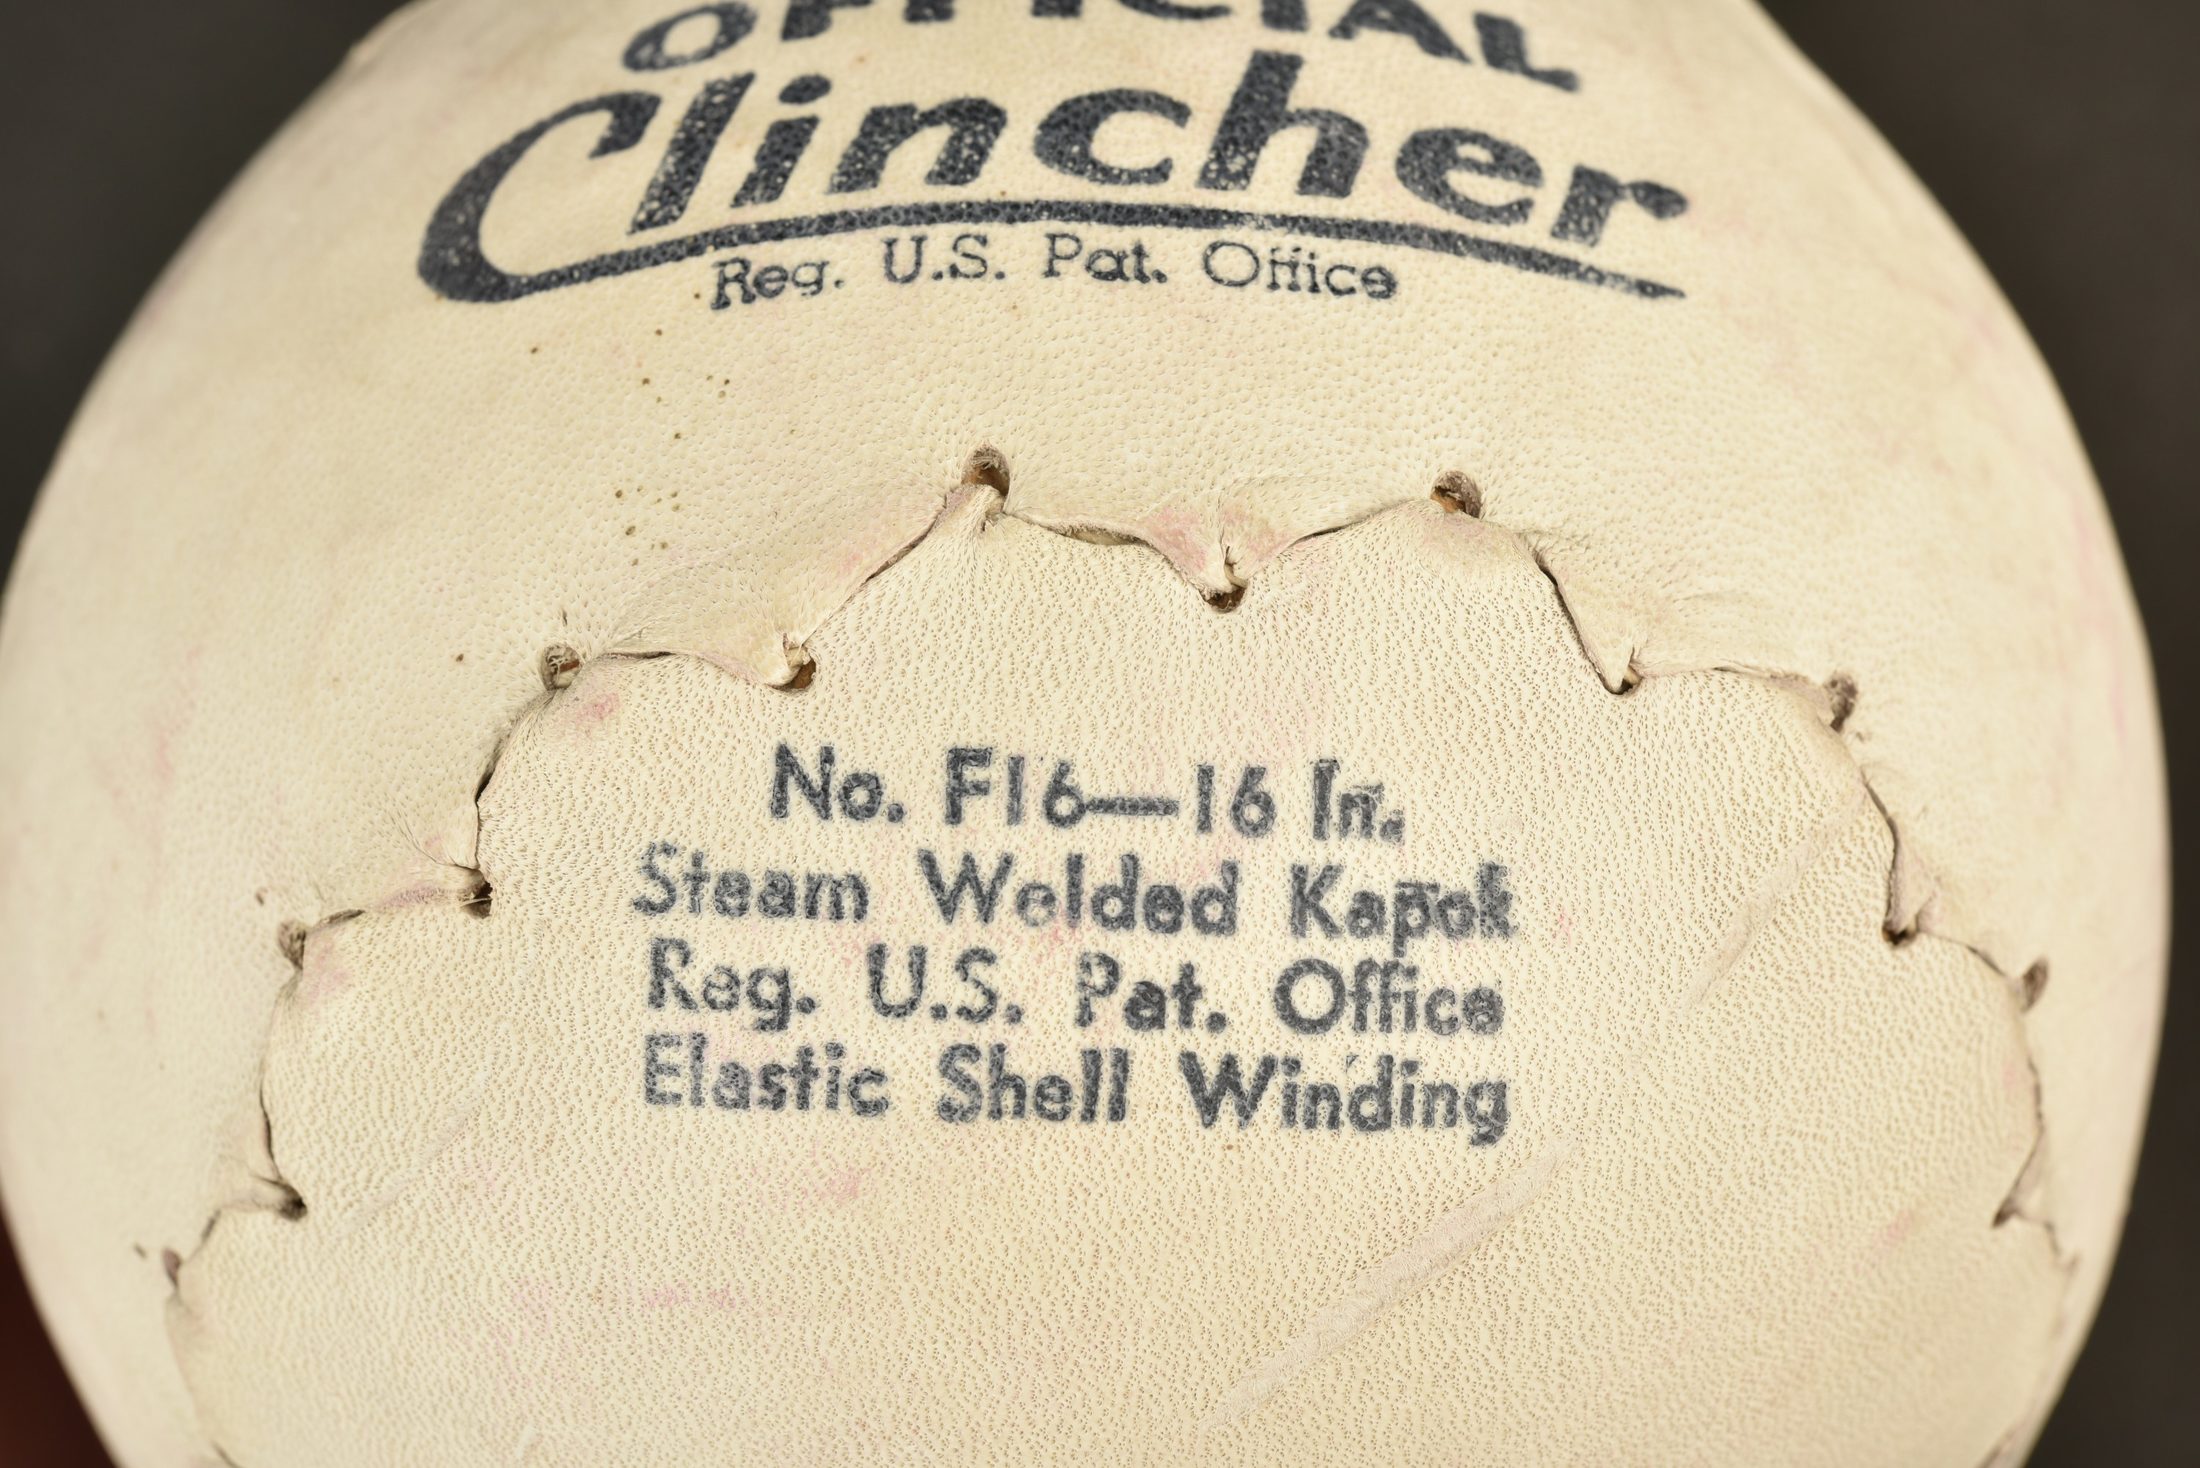 OFFICIAL
Clincher
Reg. U.S. Pat. Office
No. F16—16 In.
Steam Welded Kapok
Reg. U.S. Pat. Office
Elastic Shell Winding